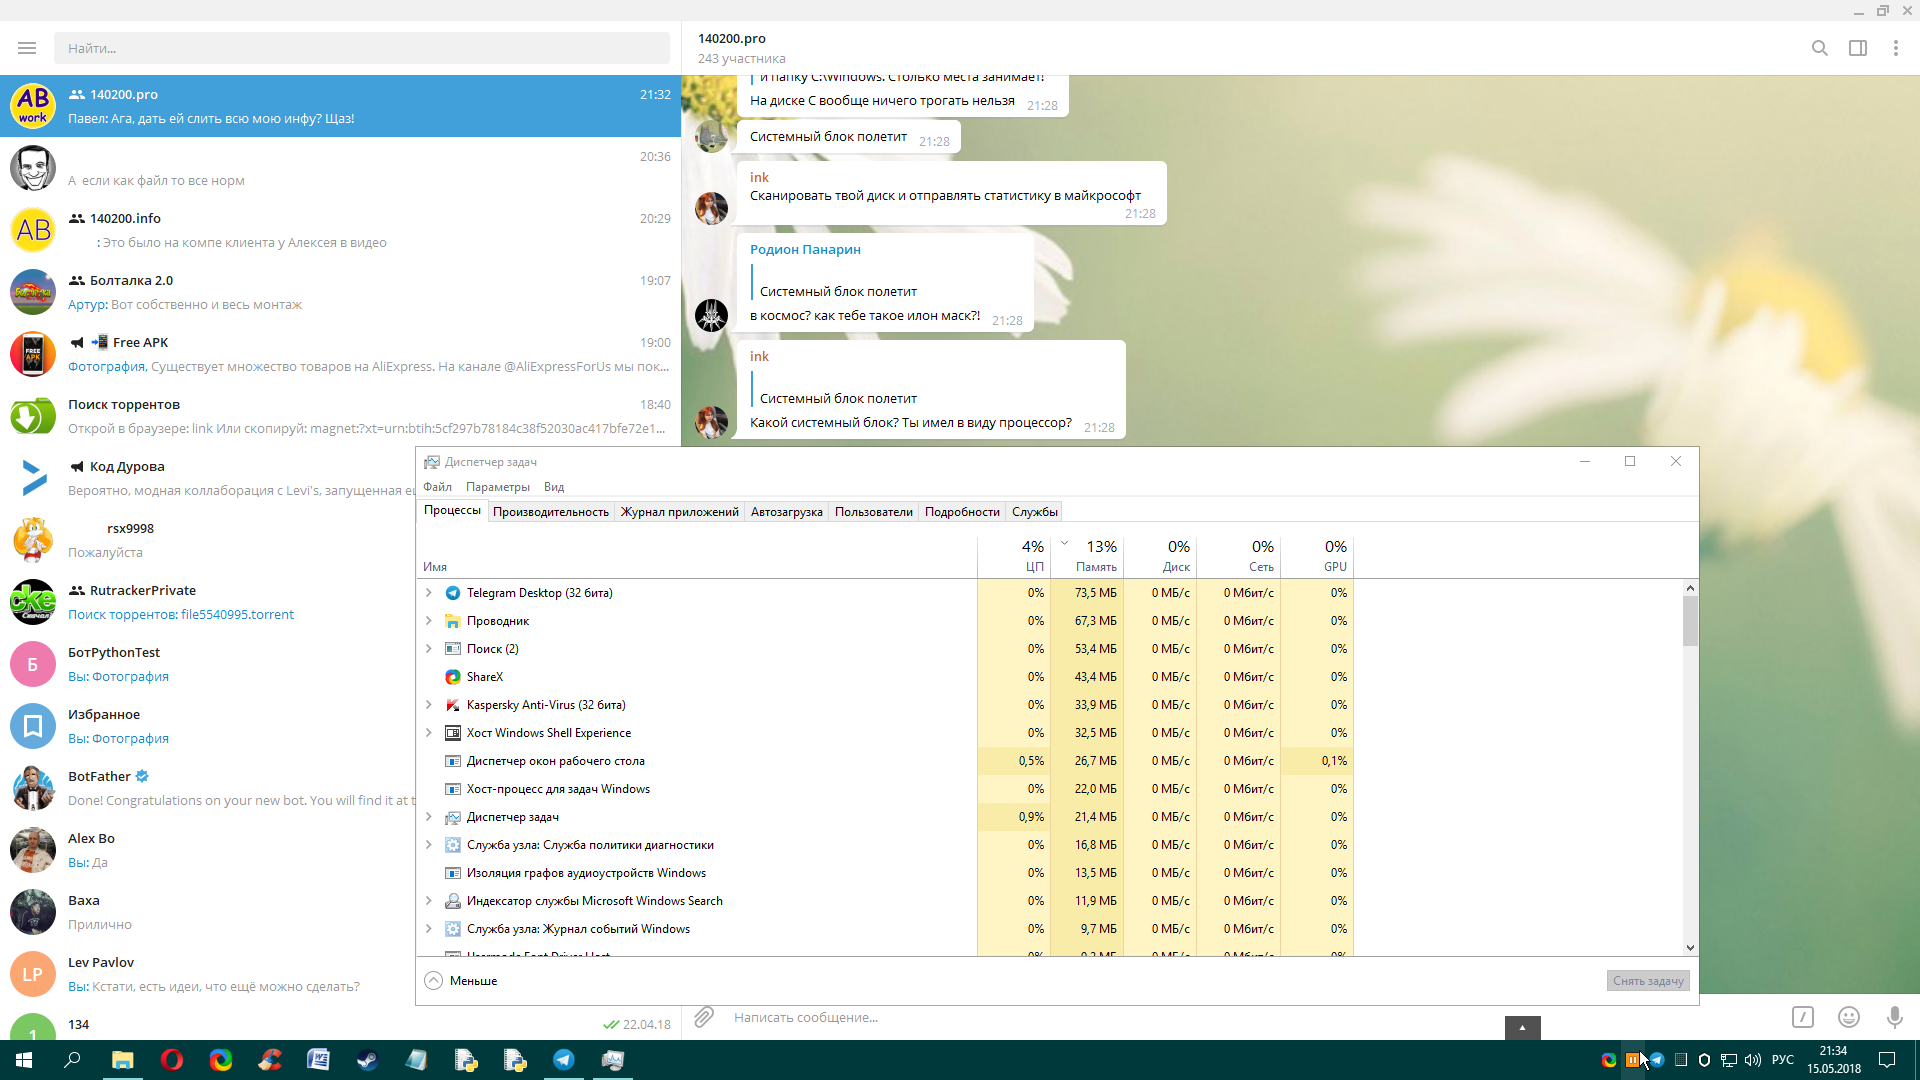 Найти...
140200.pro
243 участника
AB
work
140200.pro
21:32
Павел: Ага, дать ей слить всю мою инфу? Щаз!
20:36
А если как файл то все норм
AB
140200.info
20:29
: Это было на компе клиента у Алексея в видео
Болталка 2.0
19:07
Артур: Вот собственно и весь монтаж
FREE
APK
Free APK
19:00
Фотография, Существует множество товаров на AliExpress. На канале @AliExpressForUs мы пок...
Поиск торрентов
18:40
Открой в браузере: link Или скопируй: magnet:?xt=urn:btih:5cf297b78184c38f52030ac417bfe72e1...
Код Дурова
Вероятно, модная коллаборация с Levi's, запущенная
rsx9998
Пожалуйста
RutrackerPrivate
Поиск торрентов: file5540995.torrent
Б
БотPythonTest
Вы: Фотография
Избранное
Вы: Фотография
BotFather
Done! Congratulations on your new bot. You will find it at t
Alex Bo
Вы: Да
Ваха
Прилично
LP
Lev Pavlov
Вы: Кстати, есть идеи, что ещё можно сделать?
1
134
22.04.18
и папку C:\Windows. Столько места занимает!
На диске С вообще ничего трогать нельзя 21:28
Системный блок полетит 21:28
ink
Сканировать твой диск и отправлять статистику в майкрософт
21:28
Родион Панарин
Системный блок полетит
в космос? как тебе такое илон маск?! 21:28
ink
Системный блок полетит
Какой системный блок? Ты имел в виду процессор? 21:28
Диспетчер задач
Файл Параметры Вид
Процессы Производительность Журнал приложений Автозагрузка Пользователи Подробности Службы
4% 13% 0% 0% 0%
Имя ЦП Память Диск Сеть GPU
Telegram Desktop (32 бита) 0% 73,5 МБ 0 МБ/с 0 Мбит/с 0%
Проводник 0% 67,3 МБ 0 МБ/с 0 Мбит/с 0%
Поиск (2) 0% 53,4 МБ 0 МБ/с 0 Мбит/с 0%
ShareX 0% 43,4 МБ 0 МБ/с 0 Мбит/с 0%
Kaspersky Anti-Virus (32 бита) 0% 33,9 МБ 0 МБ/с 0 Мбит/с 0%
Хост Windows Shell Experience 0% 32,5 МБ 0 МБ/с 0 Мбит/с 0%
Диспетчер окон рабочего стола 0,5% 26,7 МБ 0 МБ/с 0 Мбит/с 0,1%
Хост-процесс для задач Windows 0% 22,0 МБ 0 МБ/с 0 Мбит/с 0%
Диспетчер задач 0,9% 21,4 МБ 0 МБ/с 0 Мбит/с 0%
Служба узла: Служба политики диагностики 0% 16,8 МБ 0 МБ/с 0 Мбит/с 0%
Изоляция графов аудиоустройств Windows 0% 13,5 МБ 0 МБ/с 0 Мбит/с 0%
Индексатор службы Microsoft Windows Search 0% 11,9 МБ 0 МБ/с 0 Мбит/с 0%
Служба узла: Журнал событий Windows 0% 9,7 МБ 0 МБ/с 0 Мбит/с 0%
Usermode Font Driver Host
Меньше
Снять задачу
Написать сообщение...
РУС
21:34
15.05.2018